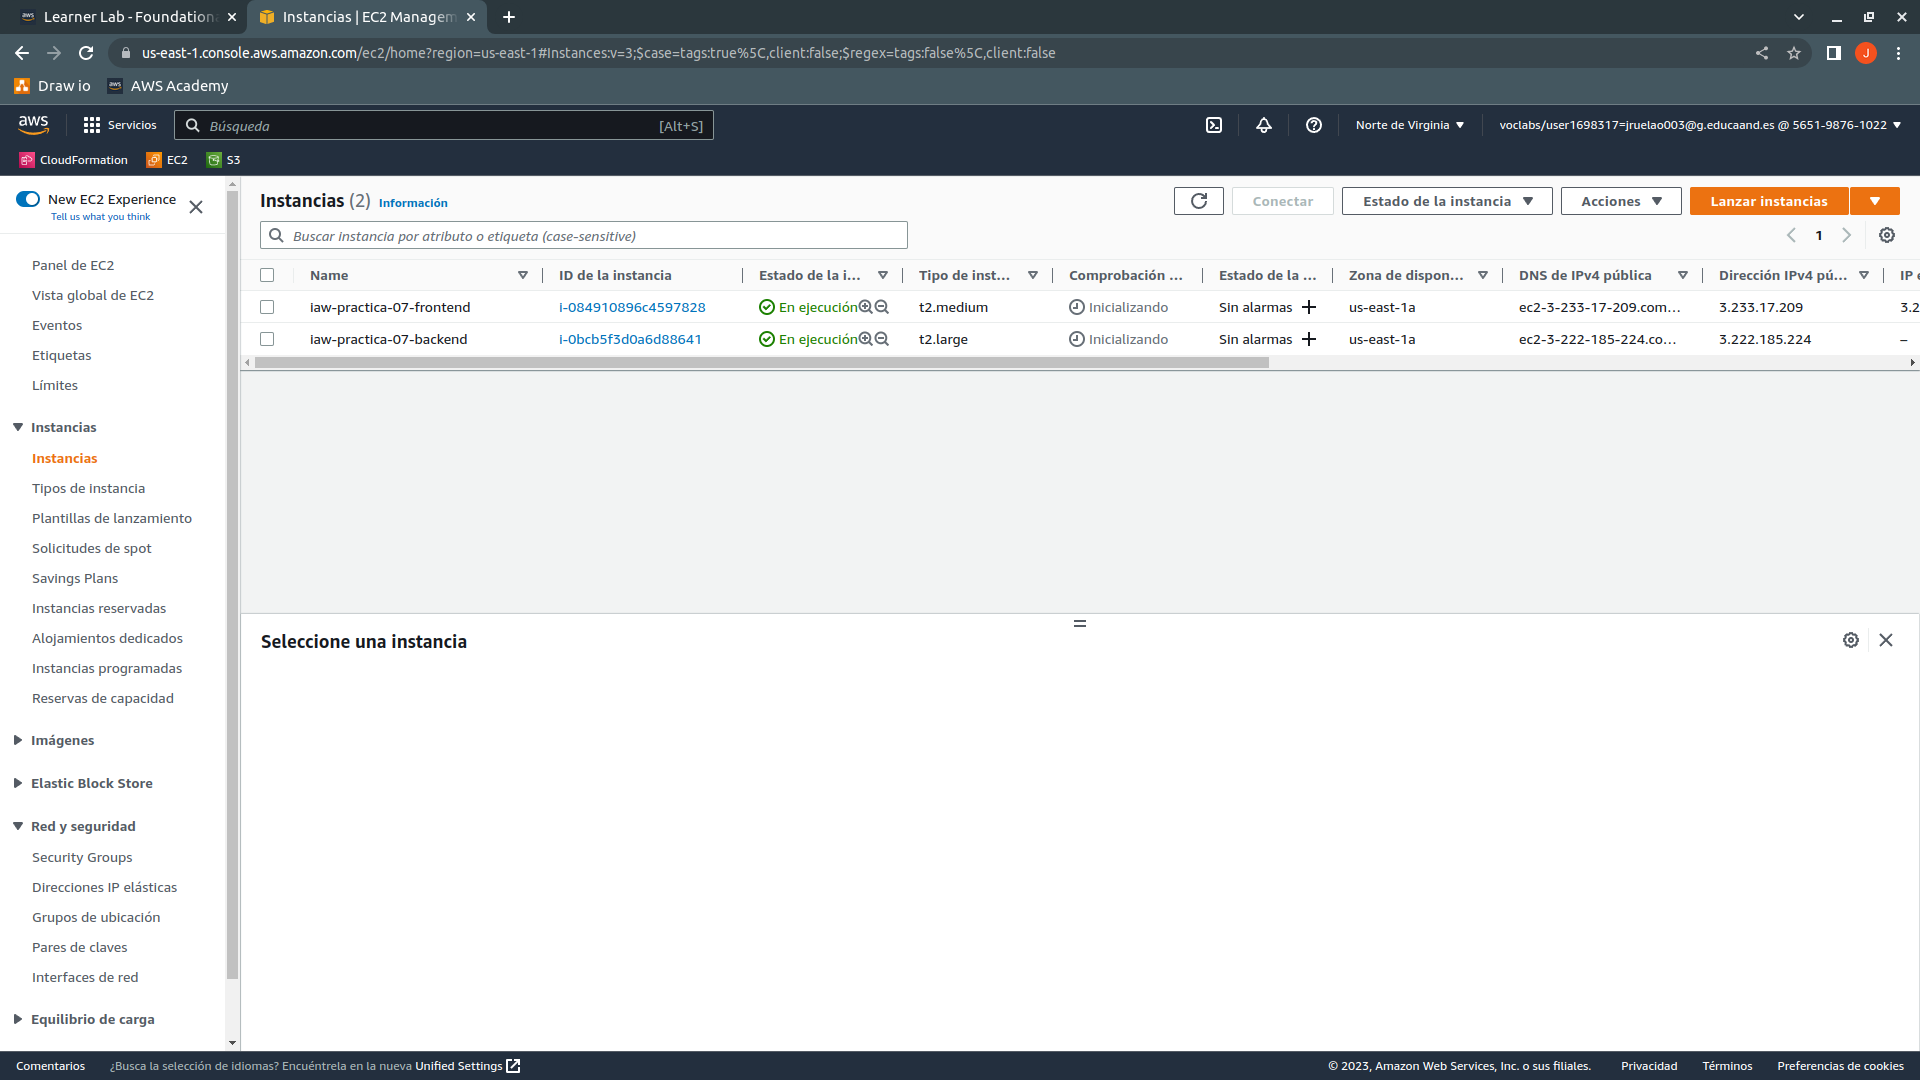 Learner Lab - Foundation
Instancias | EC2 Managem
us-east-1.console.aws.amazon.com/ec2/home?region=us-east-1#Instances:v=3;$case=tags:true%5C,client:false;$regex=tags:false%5C,client:false
J
Draw io
aws
AWS Academy
aws
Servicios
Búsqueda
[Alt+S]
Norte de Virginia
voclabs/user1698317=jruelao003@g.educaand.es @ 5651-9876-1022
CloudFormation
EC2
S3
New EC2 Experience
Tell us what you think
Panel de EC2
Vista global de EC2
Eventos
Etiquetas
Límites
Instancias
Instancias
Tipos de instancia
Plantillas de lanzamiento
Solicitudes de spot
Savings Plans
Instancias reservadas
Alojamientos dedicados
Instancias programadas
Reservas de capacidad
Imágenes
Elastic Block Store
Red y seguridad
Security Groups
Direcciones IP elásticas
Grupos de ubicación
Pares de claves
Interfaces de red
Equilibrio de carga
Instancias (2) Información
Conectar
Estado de la instancia
Acciones
Lanzar instancias
Buscar instancia por atributo o etiqueta (case-sensitive)
1
Name ID de la instancia Estado de la i... Tipo de inst... Comprobación ... Estado de la ... Zona de dispon... DNS de IPv4 pública Dirección IPv4 pú... IP e
iaw-practica-07-frontend i-084910896c4597828 En ejecución t2.medium Inicializando Sin alarmas + us-east-1a ec2-3-233-17-209.com... 3.233.17.209 3.2
iaw-practica-07-backend i-0bcb5f3d0a6d88641 En ejecución t2.large Inicializando Sin alarmas + us-east-1a ec2-3-222-185-224.co... 3.222.185.224 –
Seleccione una instancia
Comentarios
¿Busca la selección de idiomas? Encuéntrela en la nueva Unified Settings
© 2023, Amazon Web Services, Inc. o sus filiales.
Privacidad
Términos
Preferencias de cookies